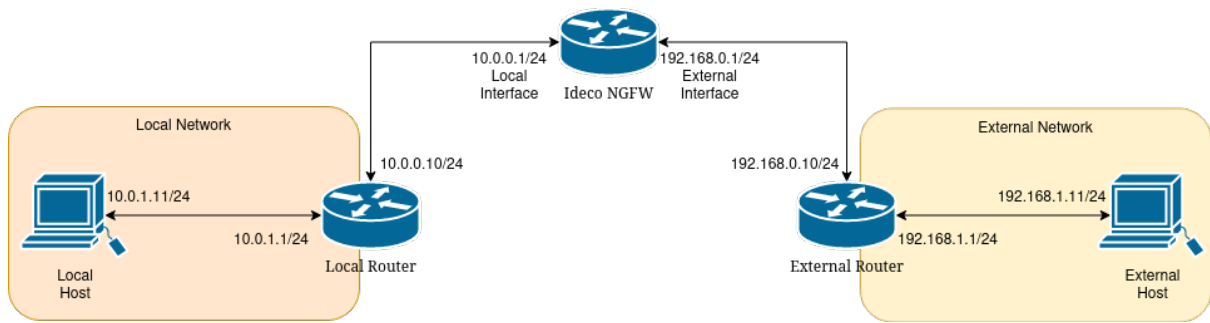 10.0.0.1/24
Local
Interface
192.168.0.1/24
External
Interface
Ideco NGFW
Local Network
External Network
10.0.0.10/24
192.168.0.10/24
10.0.1.11/24
192.168.1.11/24
10.0.1.1/24
192.168.1.1/24
Local Router
External Router
Local
Host
External
Host